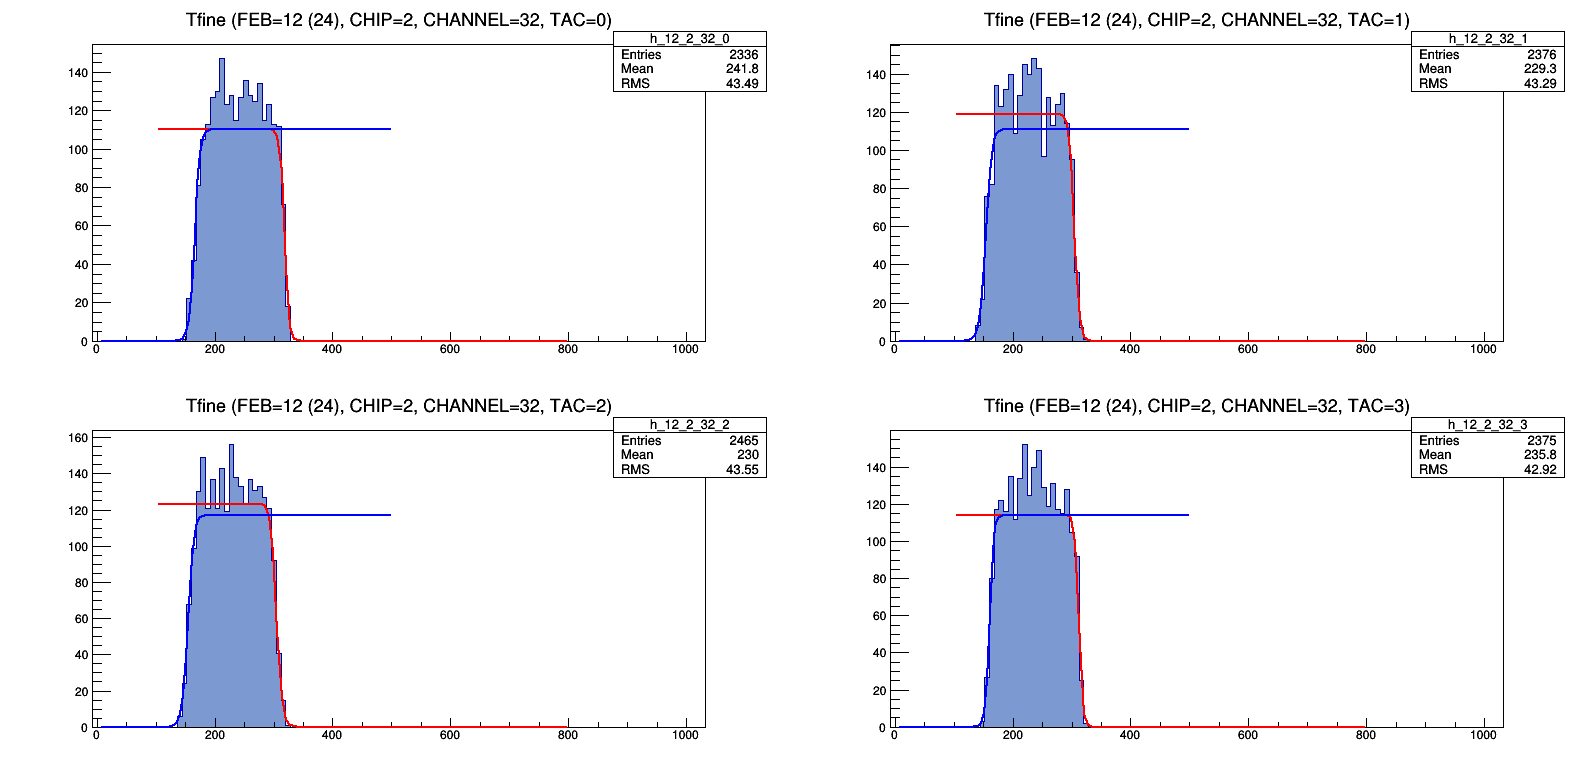 Tfine (FEB=12 (24), CHIP=2, CHANNEL=32, TAC=0)
h_12_2_32_0
Entries 2336
Mean 241.8
RMS 43.49
140
120
100
80
60
40
20
0
0 200 400 600 800 1000
Tfine (FEB=12 (24), CHIP=2, CHANNEL=32, TAC=1)
h_12_2_32_1
Entries 2376
Mean 229.3
RMS 43.29
140
120
100
80
60
40
20
0
0 200 400 600 800 1000
Tfine (FEB=12 (24), CHIP=2, CHANNEL=32, TAC=2)
h_12_2_32_2
Entries 2465
Mean 230
RMS 43.55
160
140
120
100
80
60
40
20
0
0 200 400 600 800 1000
Tfine (FEB=12 (24), CHIP=2, CHANNEL=32, TAC=3)
h_12_2_32_3
Entries 2375
Mean 235.8
RMS 42.92
140
120
100
80
60
40
20
0
0 200 400 600 800 1000